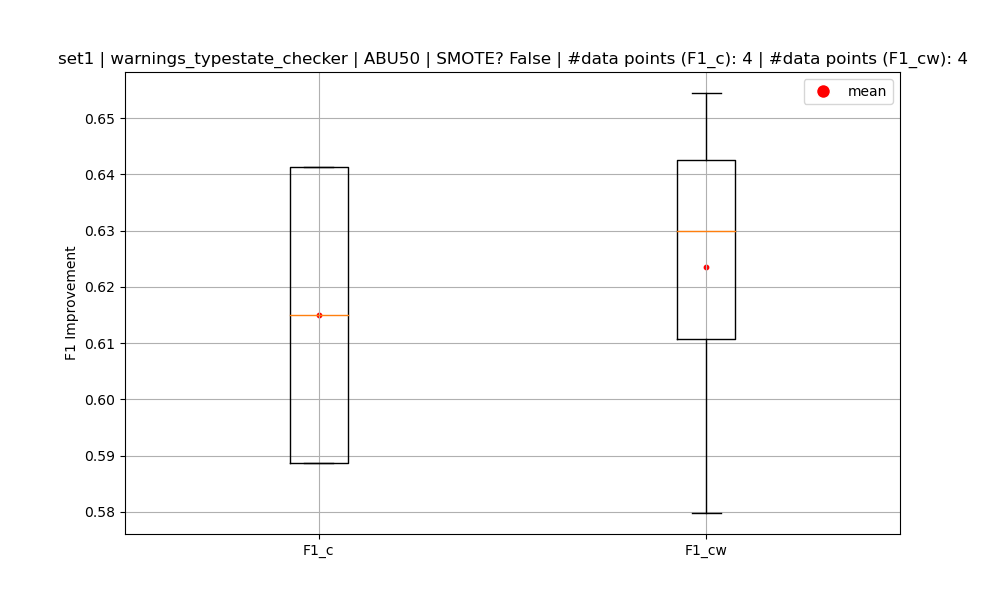 set1 | warnings_typestate_checker | ABU50 | SMOTE? False | #data points (F1_c): 4 | #data points (F1_cw): 4
mean
0.65
0.64
0.63
0.62
0.61
0.60
0.59
0.58
F1 Improvement
F1_c
F1_cw